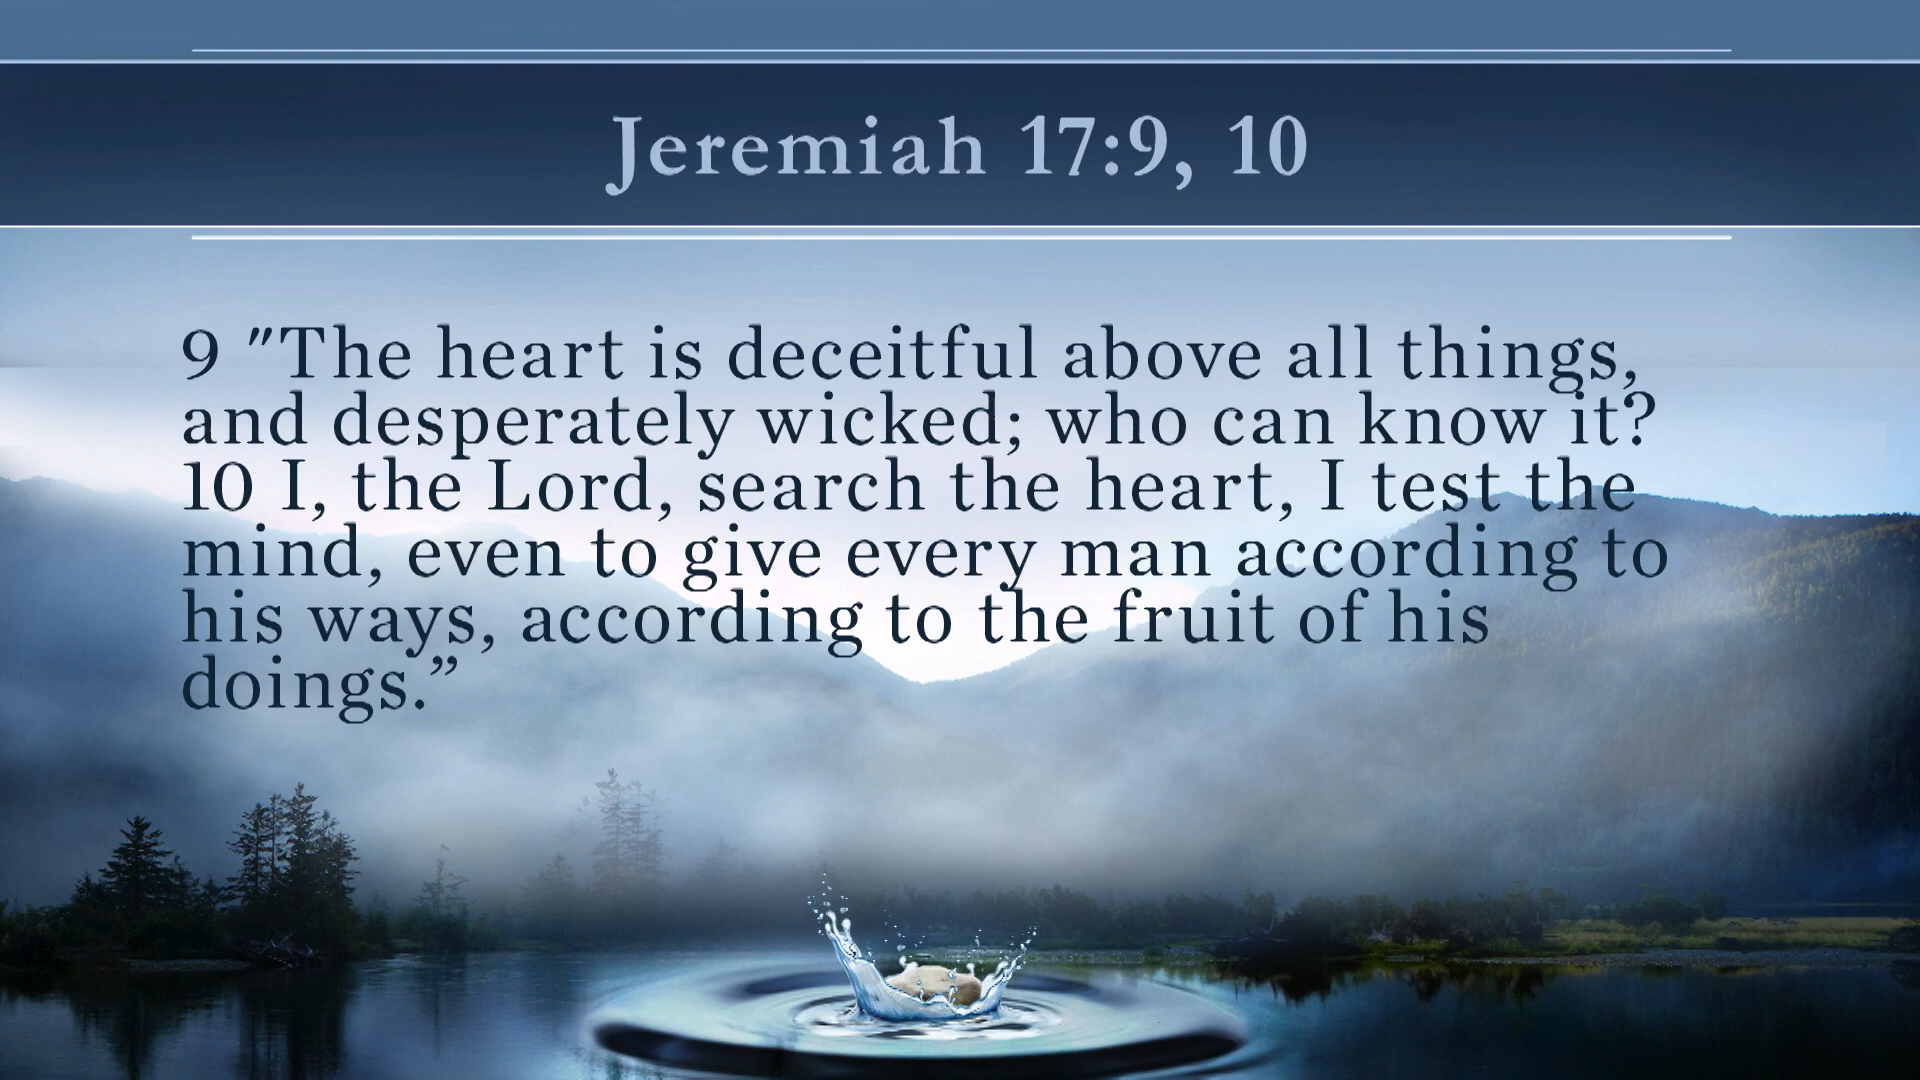 Jeremiah 17:9, 10
9 "The heart is deceitful above all things,
and desperately wicked; who can know it?
10 I, the Lord, search the heart, I test the
mind, even to give every man according to
his ways, according to the fruit of his
doings.”